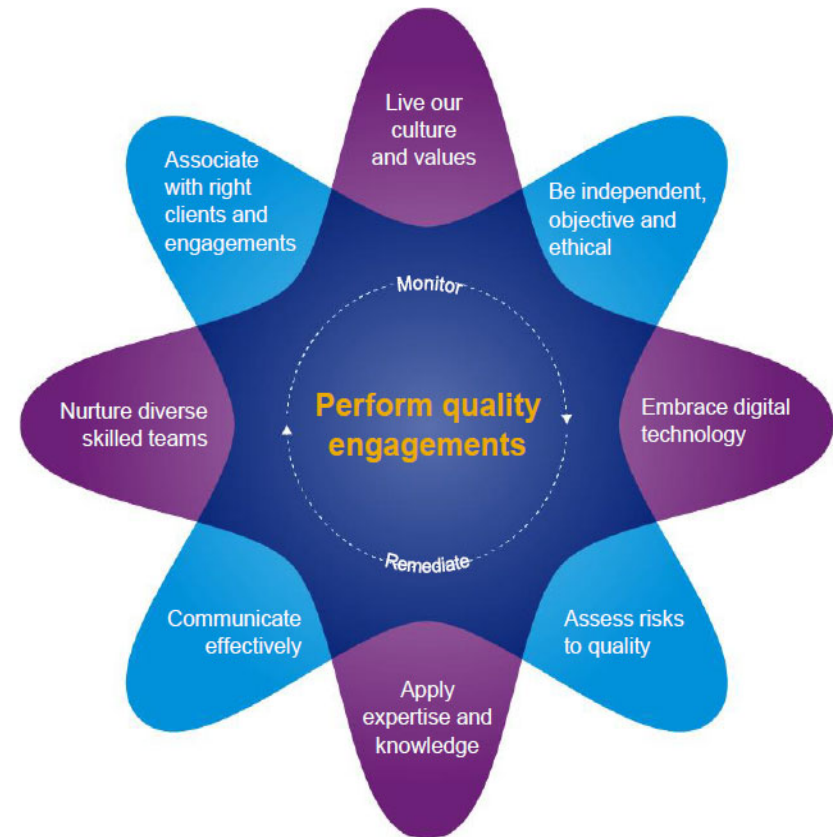 Live our
culture
and values
Be independent,
objective and
ethical
Embrace digital
technology
Assess risks
to quality
Apply
expertise and
knowledge
Communicate
effectively
Nurture diverse
skilled teams
Associate
with right
clients and
engagements
Monitor
Perform quality
engagements
Remediate